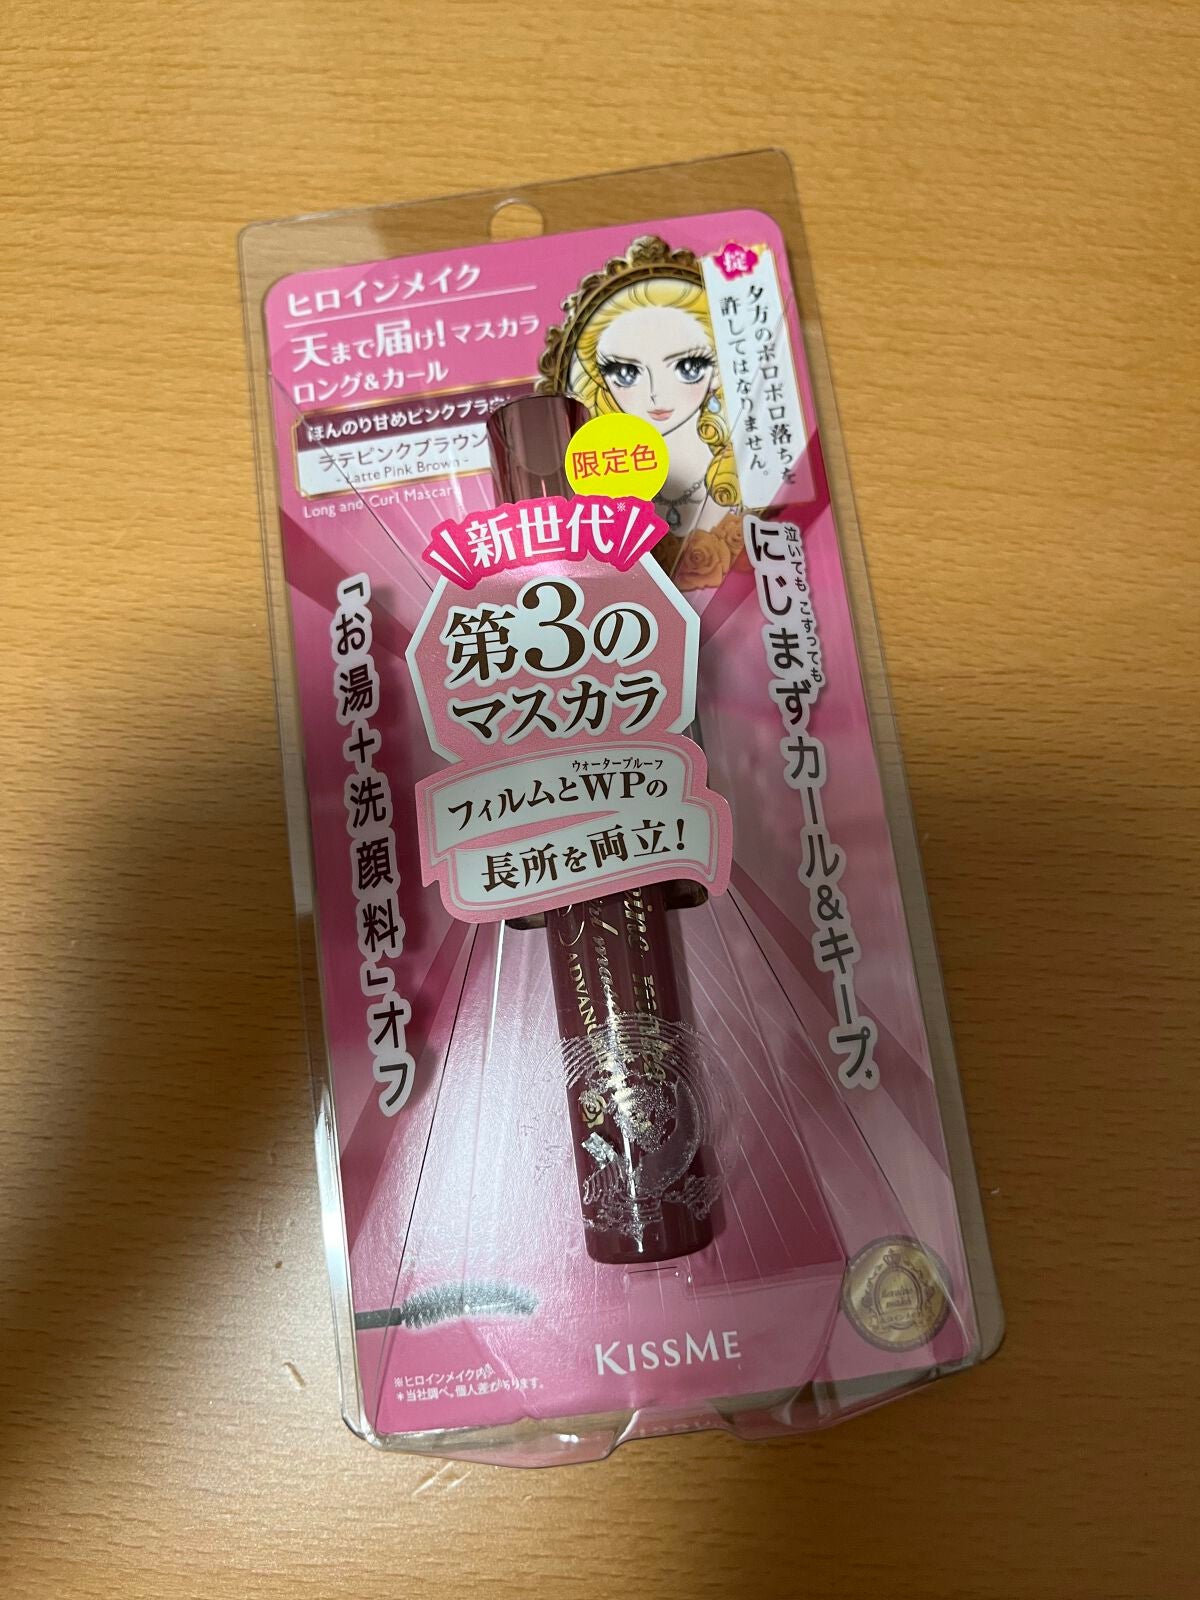 ヒロインメイク
天まで届け!マスカラ
ロング&カール
ほんのり甘めピンクブラウ
ラテピンクブラウン
- Latte Pink Brown -
Long and Curl Mascara
掟
夕方のポロポロ落ちを
許してはなりません。
限定色
新世代※
第3の
マスカラ
ウォータープルーフ
フィルムとWPの
長所を両立!
泣いても こすっても
にじまずカール&キープ*
「お湯+洗顔料」オフ
ADVANC
KISSME
※ヒロインメイク内
*当社調べ。個人差があります。